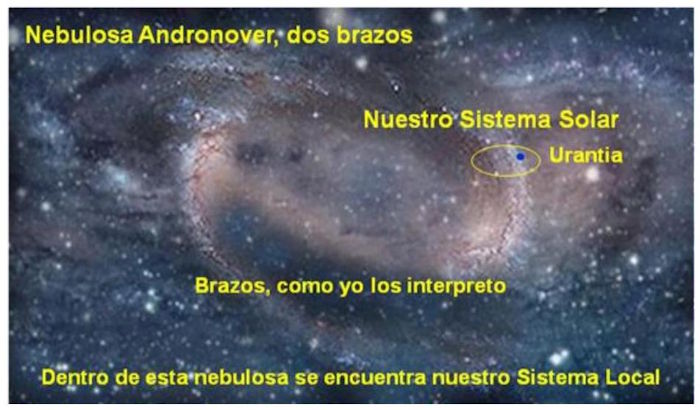 Nebulosa Andronover, dos brazos
Nuestro Sistema Solar
Urantia
Brazos, como yo los interpreto
Dentro de esta nebulosa se encuentra nuestro Sistema Local